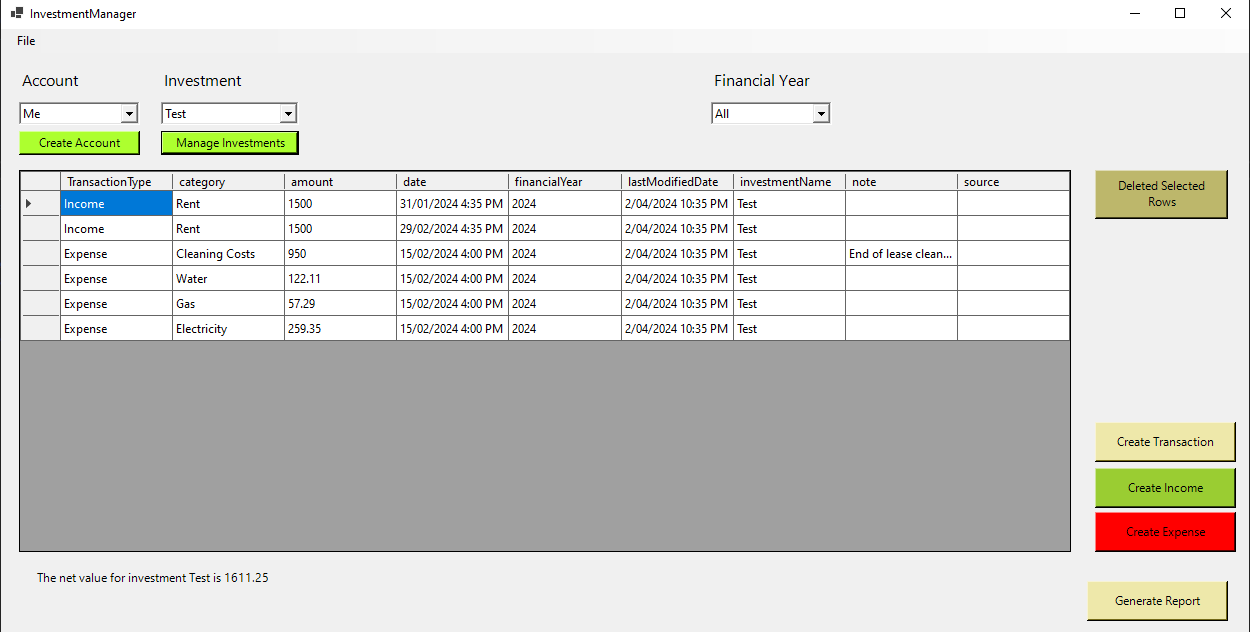 InvestmentManager
File
Account Investment Financial Year
Me Test All
Create Account Manage Investments
TransactionType category amount date financialYear lastModifiedDate investmentName note source
Income Rent 1500 31/01/2024 4:35 PM 2024 2/04/2024 10:35 PM Test
Income Rent 1500 29/02/2024 4:35 PM 2024 2/04/2024 10:35 PM Test
Expense Cleaning Costs 950 15/02/2024 4:00 PM 2024 2/04/2024 10:35 PM Test End of lease clean...
Expense Water 122.11 15/02/2024 4:00 PM 2024 2/04/2024 10:35 PM Test
Expense Gas 57.29 15/02/2024 4:00 PM 2024 2/04/2024 10:35 PM Test
Expense Electricity 259.35 15/02/2024 4:00 PM 2024 2/04/2024 10:35 PM Test
Deleted Selected
Rows
Create Transaction
Create Income
Create Expense
The net value for investment Test is 1611.25
Generate Report